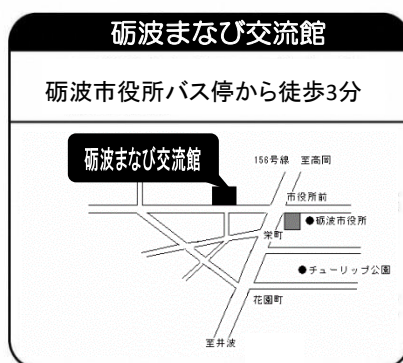 砺波まなび交流館
砺波市役所バス停から徒歩3分
砺波まなび交流館
156号線 至高岡
市役所前
●砺波市役所
栄町
●チューリップ公園
花園町
至井波